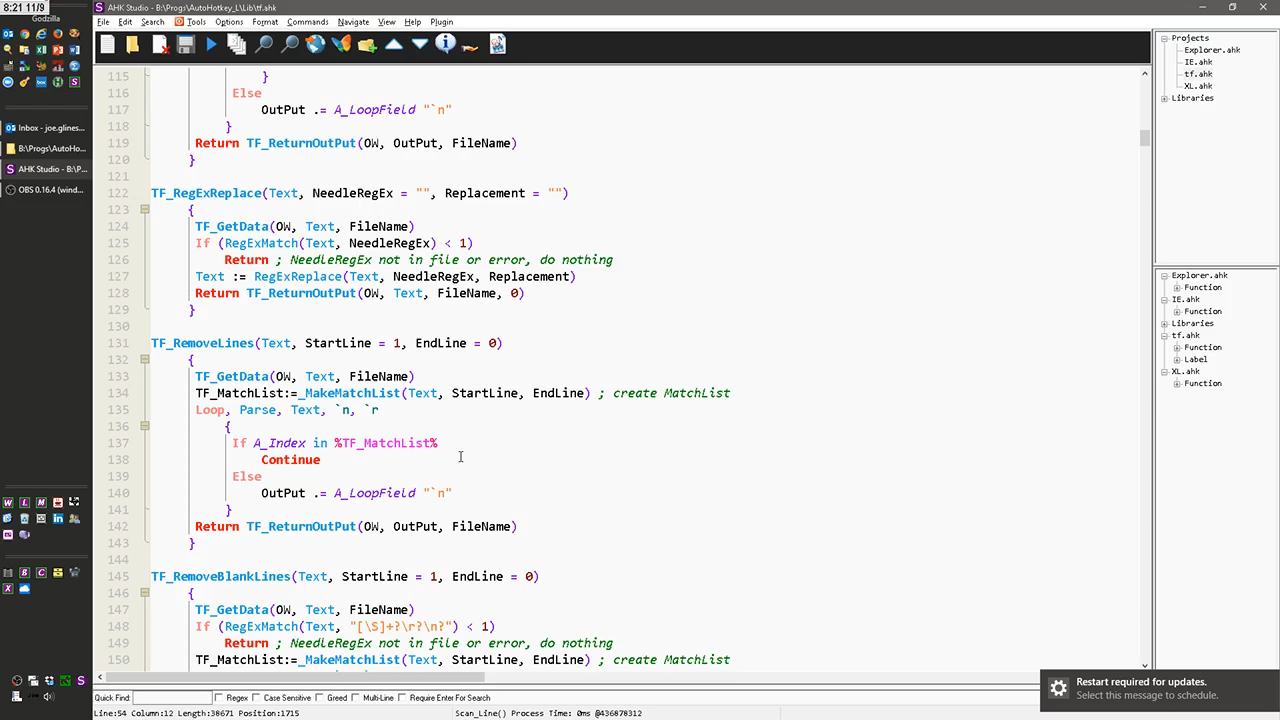 8:21 11/9
Godzilla
Inbox - joe.glines...
B:\Progs\AutoHo...
AHK Studio - B:\P...
OBS 0.16.4 (wind...
AHK Studio - B:\Progs\AutoHotkey_L\Lib\tf.ahk
File Edit Search Tools Options Format Commands Navigate View Help Plugin
115 }
116 Else
117 OutPut .= A_LoopField "`n"
118 }
119 Return TF_ReturnOutPut(OW, OutPut, FileName)
120 }
121
122 TF_RegExReplace(Text, NeedleRegEx = "", Replacement = "")
123 {
124 TF_GetData(OW, Text, FileName)
125 If (RegExMatch(Text, NeedleRegEx) < 1)
126 Return ; NeedleRegEx not in file or error, do nothing
127 Text := RegExReplace(Text, NeedleRegEx, Replacement)
128 Return TF_ReturnOutPut(OW, Text, FileName, 0)
129 }
130
131 TF_RemoveLines(Text, StartLine = 1, EndLine = 0)
132 {
133 TF_GetData(OW, Text, FileName)
134 TF_MatchList:=_MakeMatchList(Text, StartLine, EndLine) ; create MatchList
135 Loop, Parse, Text, `n, `r
136 {
137 If A_Index in %TF_MatchList%
138 Continue
139 Else
140 OutPut .= A_LoopField "`n"
141 }
142 Return TF_ReturnOutPut(OW, OutPut, FileName)
143 }
144
145 TF_RemoveBlankLines(Text, StartLine = 1, EndLine = 0)
146 {
147 TF_GetData(OW, Text, FileName)
148 If (RegExMatch(Text, "[\S]+?\r?\n?") < 1)
149 Return ; NeedleRegEx not in file or error, do nothing
150 TF_MatchList:=_MakeMatchList(Text, StartLine, EndLine) ; create MatchList
Quick Find: Regex Case Sensitive Greed Multi-Line Require Enter For Search
Line:54 Column:12 Length:38671 Position:1715 Scan_Line() Process Time: 0ms @436878312
Projects
Explorer.ahk
IE.ahk
tf.ahk
XL.ahk
Libraries
Explorer.ahk
Function
IE.ahk
Function
Libraries
tf.ahk
Function
Label
XL.ahk
Function
Restart required for updates.
Select this message to schedule.